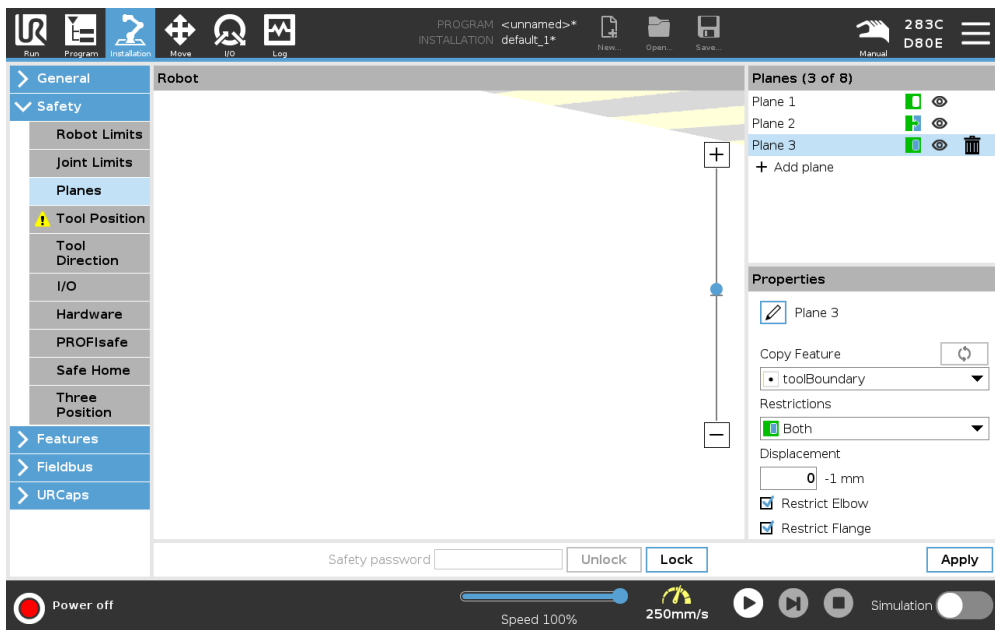 PROGRAM <unnamed>*
INSTALLATION default_1*
Run
Program
Installation
Move
I/O
Log
New...
Open...
Save...
Manual
283C
D80E
General
Safety
Robot Limits
Joint Limits
Planes
Tool Position
Tool
Direction
I/O
Hardware
PROFIsafe
Safe Home
Three
Position
Features
Fieldbus
URCaps
Robot
Planes (3 of 8)
Plane 1
Plane 2
Plane 3
+ Add plane
Properties
Plane 3
Copy Feature
toolBoundary
Restrictions
Both
Displacement
0 -1 mm
Restrict Elbow
Restrict Flange
Safety password
Unlock
Lock
Apply
Power off
Speed 100%
250mm/s
Simulation